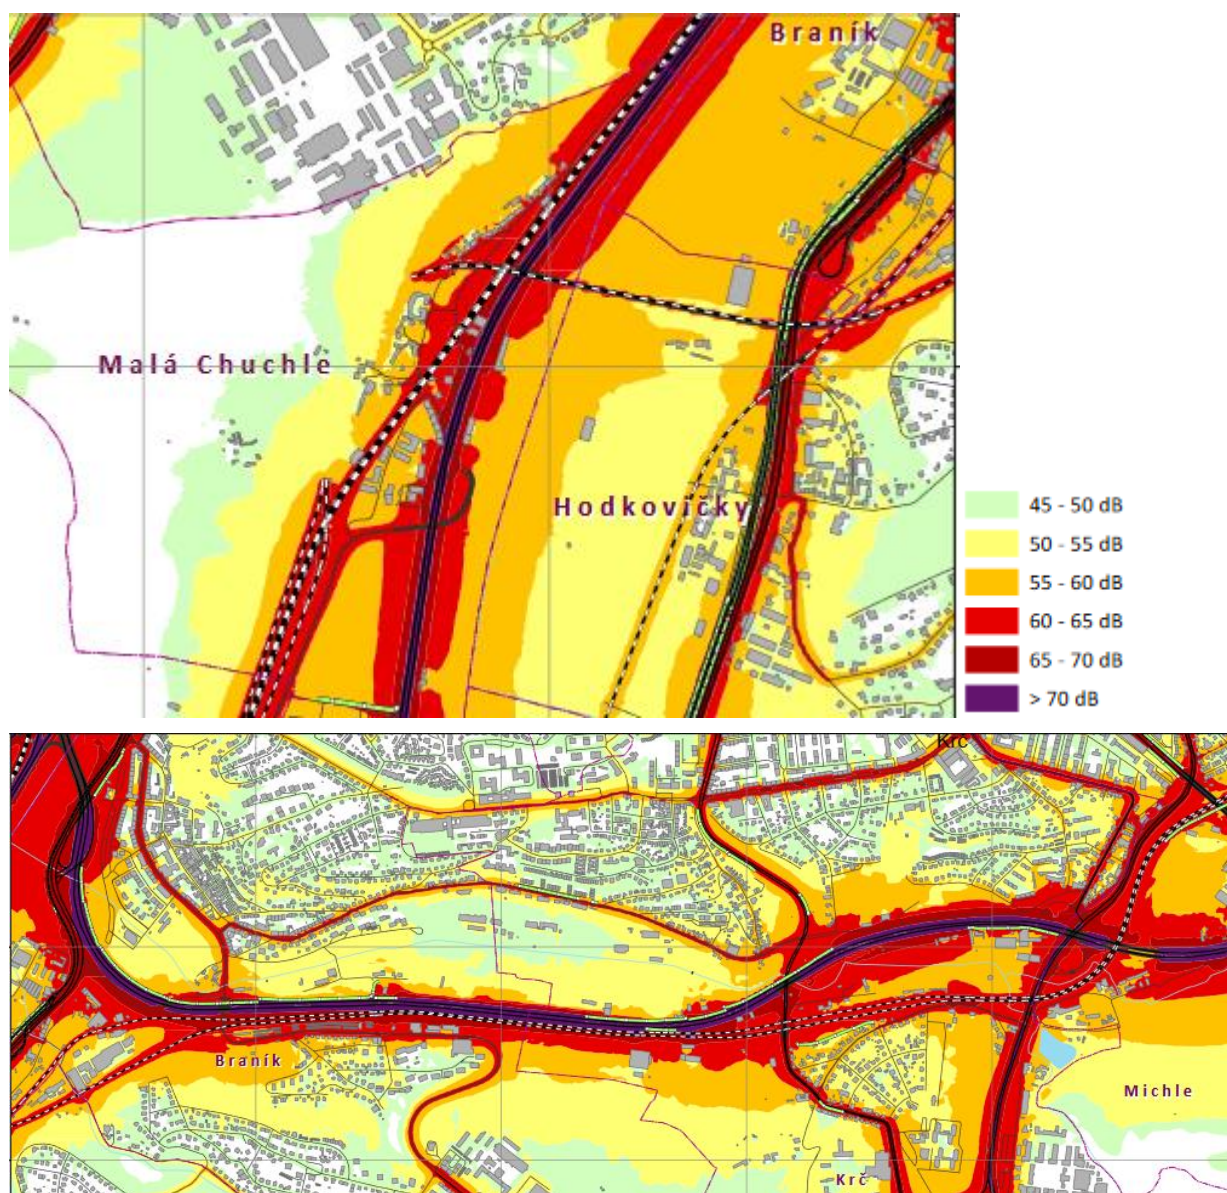 Braník
Malá Chuchle
Hodkovičky
45 - 50 dB
50 - 55 dB
55 - 60 dB
60 - 65 dB
65 - 70 dB
> 70 dB
Krč
Braník
Michle
Krč